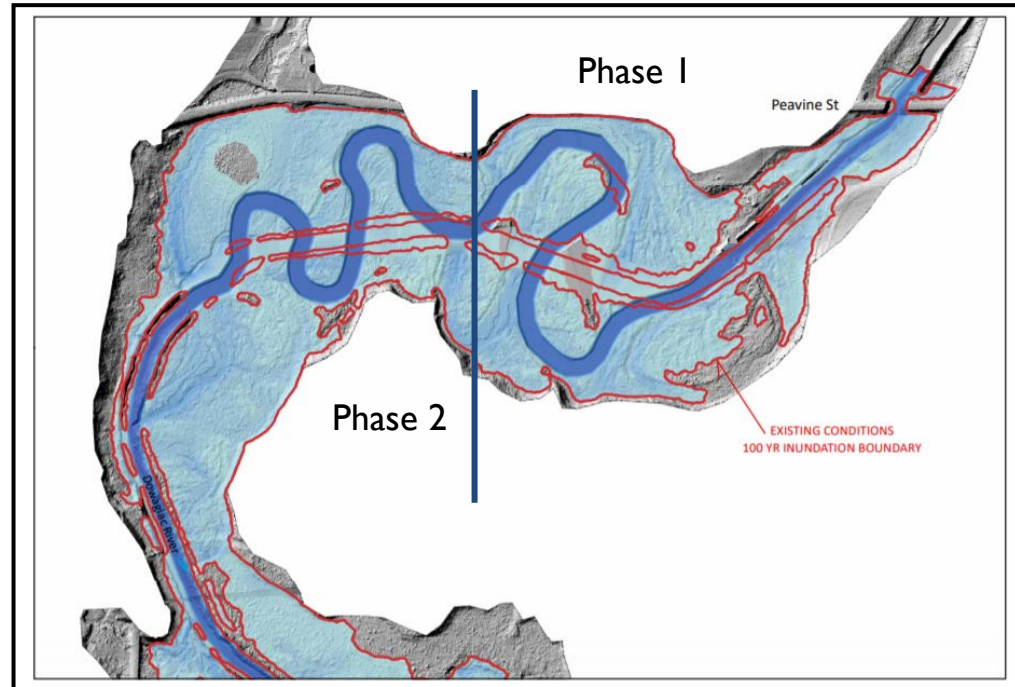 Phase 1
Peavine St
Phase 2
EXISTING CONDITIONS
100 YR INUNDATION BOUNDARY
Dowagiac River